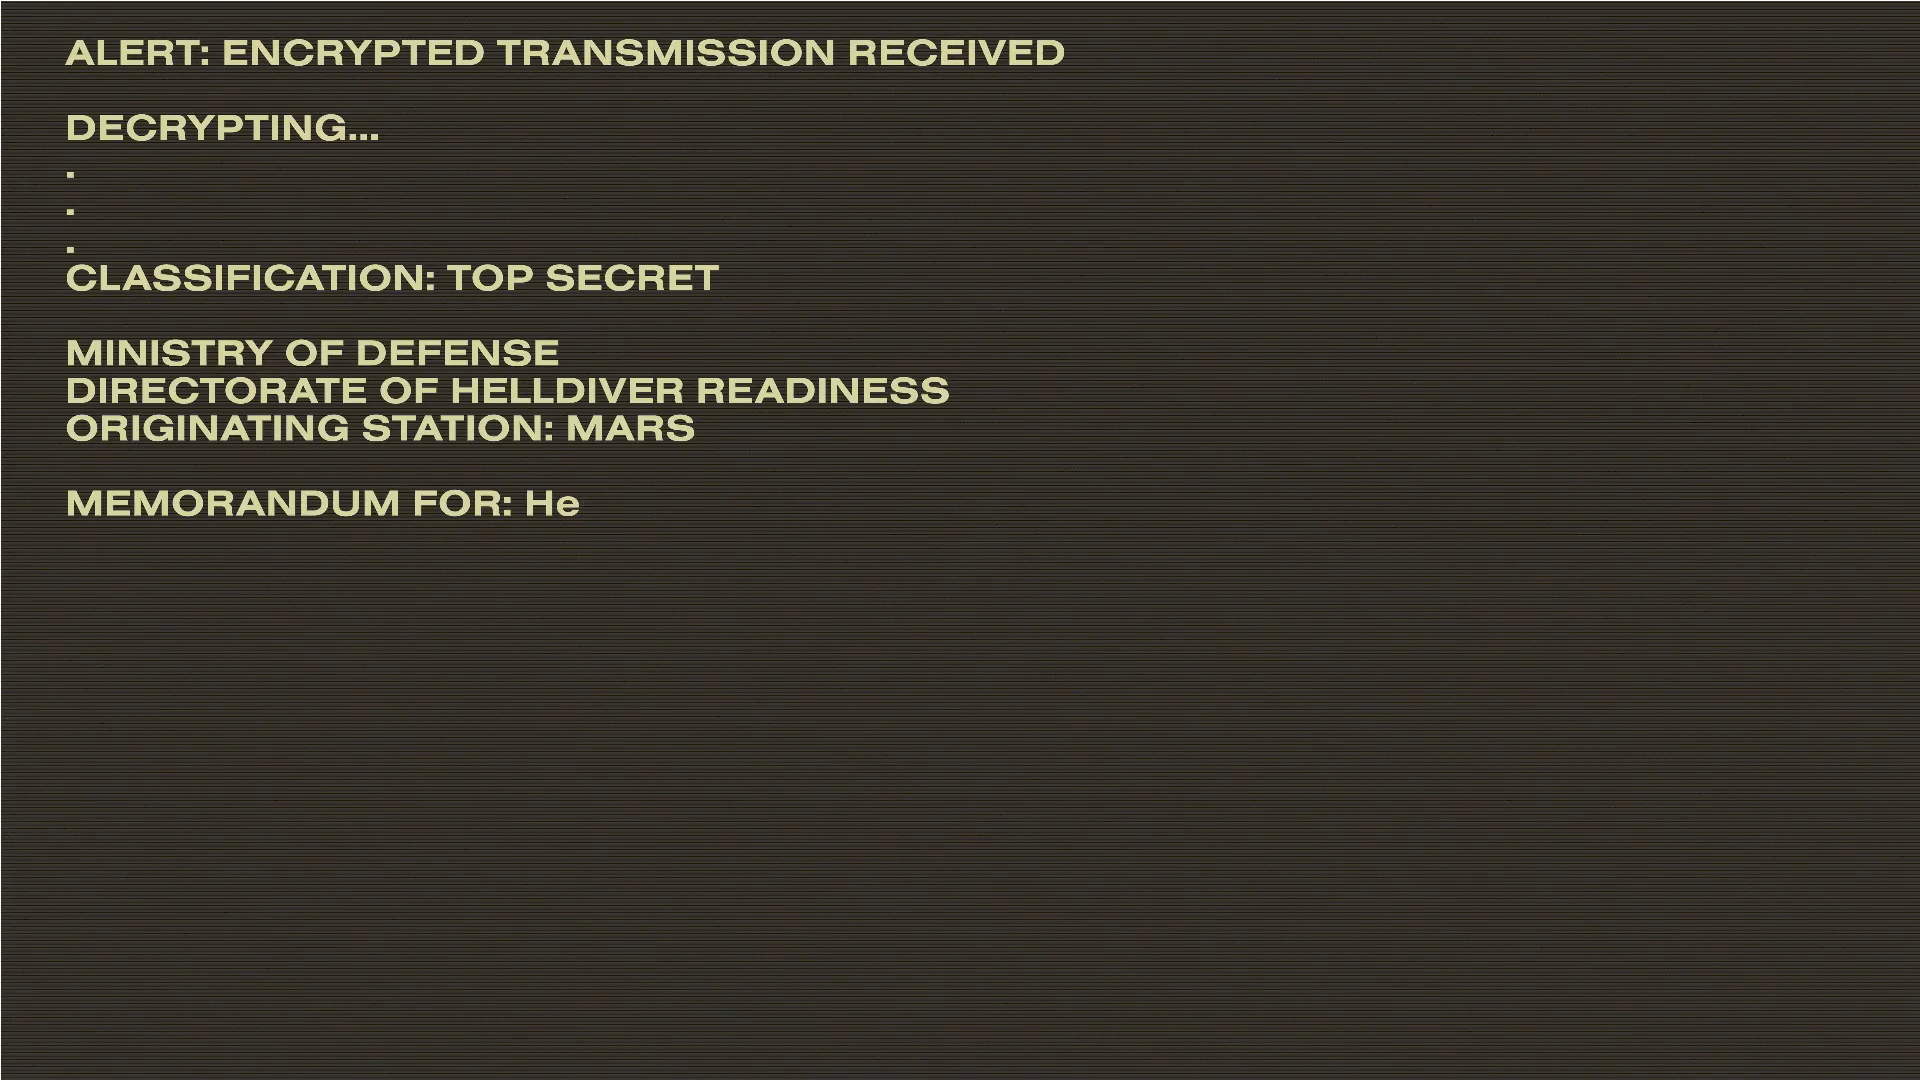 ALERT: ENCRYPTED TRANSMISSION RECEIVED
DECRYPTING...
.
.
.
CLASSIFICATION: TOP SECRET
MINISTRY OF DEFENSE
DIRECTORATE OF HELLDIVER READINESS
ORIGINATING STATION: MARS
MEMORANDUM FOR: He